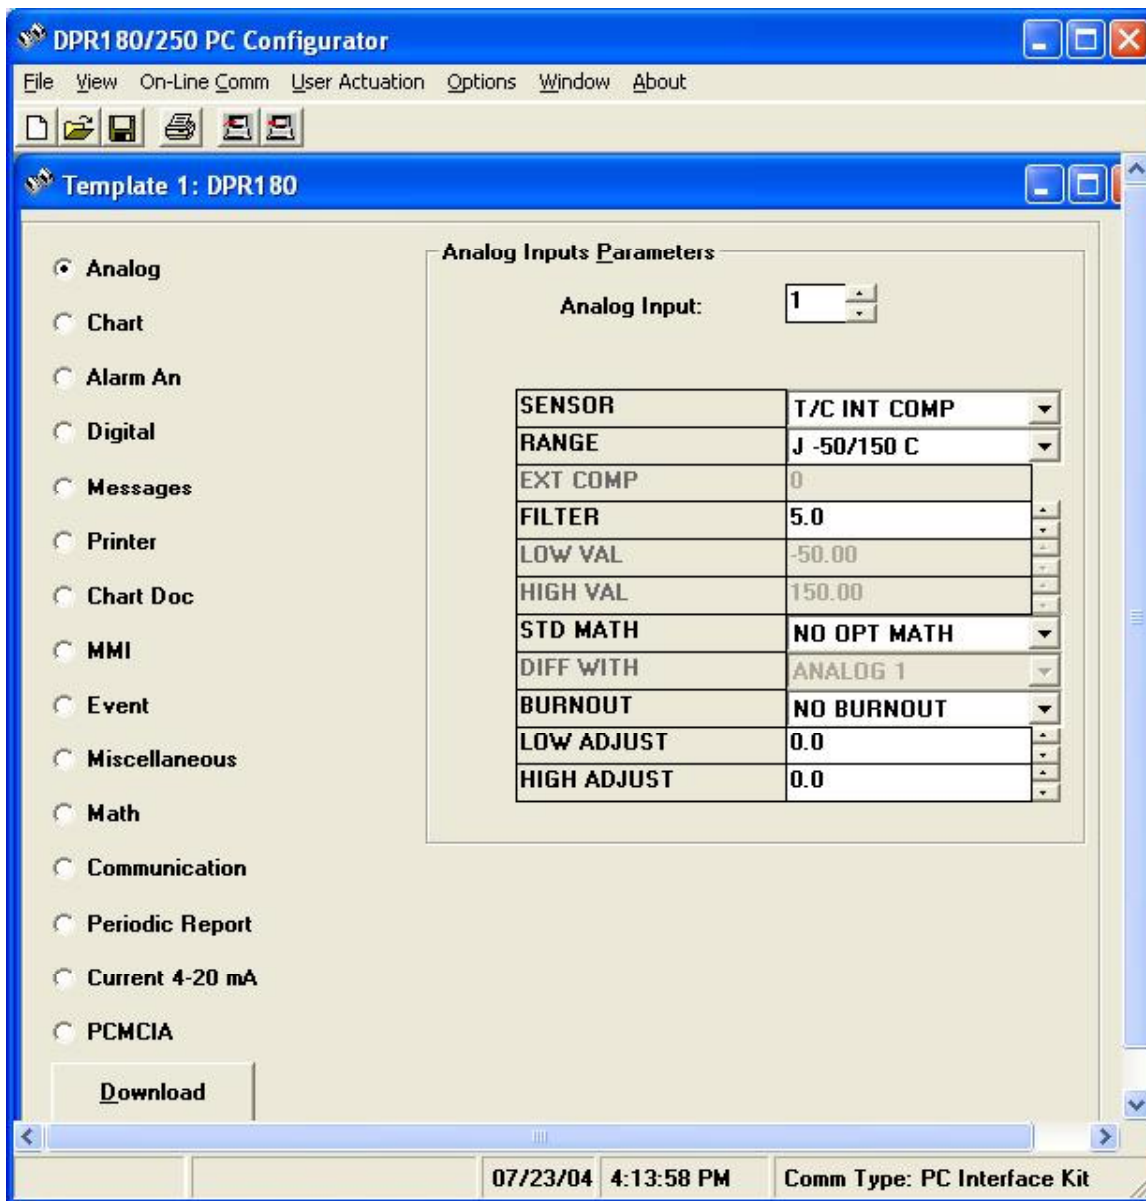 DPR180/250 PC Configurator
File View On-Line Comm User Actuation Options Window About
Template 1: DPR180
Analog
Chart
Alarm An
Digital
Messages
Printer
Chart Doc
MMI
Event
Miscellaneous
Math
Communication
Periodic Report
Current 4-20 mA
PCMCIA
Download
Analog Inputs Parameters
Analog Input: 1
SENSOR T/C INT COMP
RANGE J -50/150 C
EXT COMP 0
FILTER 5.0
LOW VAL -50.00
HIGH VAL 150.00
STD MATH NO OPT MATH
DIFF WITH ANALOG 1
BURNOUT NO BURNOUT
LOW ADJUST 0.0
HIGH ADJUST 0.0
07/23/04 4:13:58 PM Comm Type: PC Interface Kit